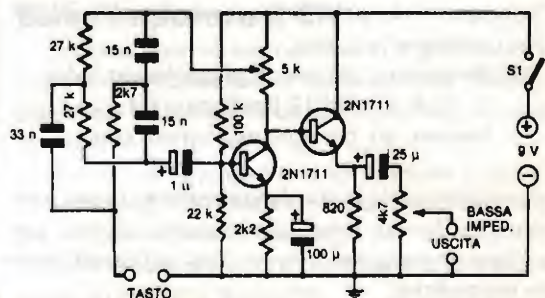 27 k
15 n
5 k
S1
27 k
2k7
100 k
2N1711
33 n
15 n
9 V
2N1711
25 µ
1 µ
22 k
2k2
100 µ
820
4k7
BASSA
IMPED.
USCITA
TASTO